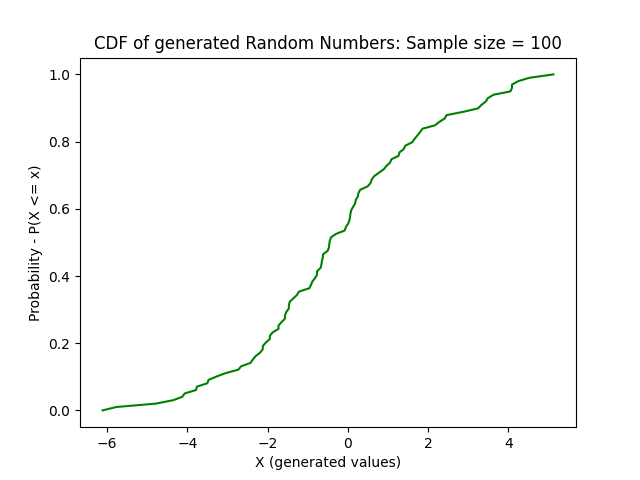 CDF of generated Random Numbers: Sample size = 100
1.0
0.8
0.6
0.4
0.2
0.0
Probability - P(X <= x)
−6 −4 −2 0 2 4
X (generated values)